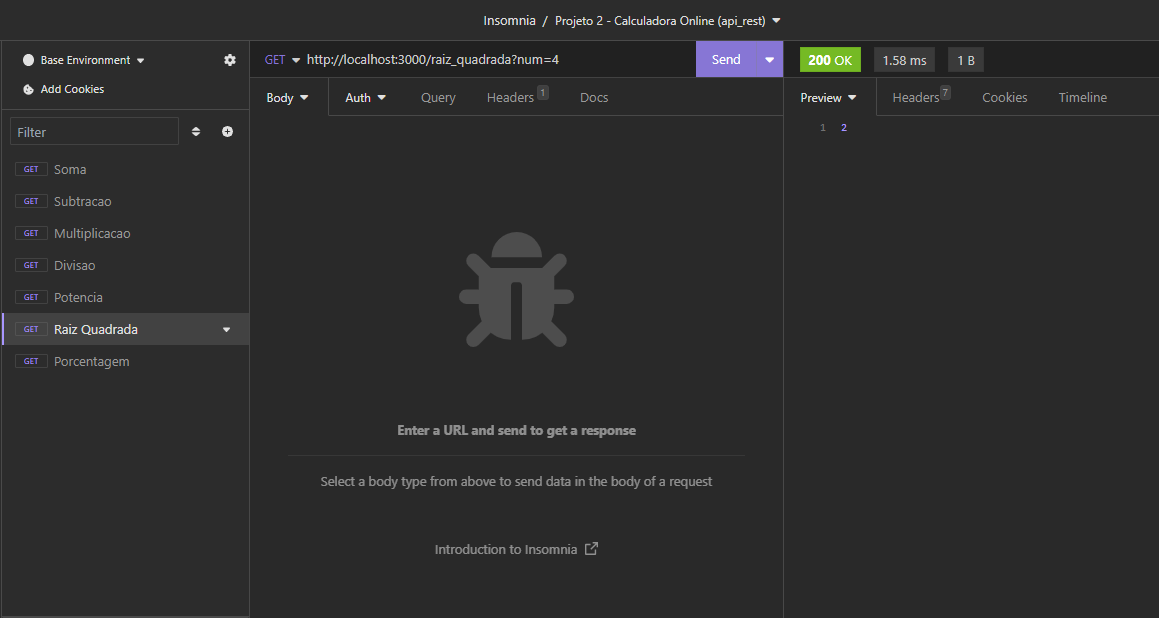 Insomnia / Projeto 2 - Calculadora Online (api_rest)
Base Environment
Add Cookies
Filter
GET Soma
GET Subtracao
GET Multiplicacao
GET Divisao
GET Potencia
GET Raiz Quadrada
GET Porcentagem
GET http://localhost:3000/raiz_quadrada?num=4 Send
Body Auth Query Headers 1 Docs
Enter a URL and send to get a response
Select a body type from above to send data in the body of a request
Introduction to Insomnia
200 OK 1.58 ms 1 B
Preview Headers 7 Cookies Timeline
1 2